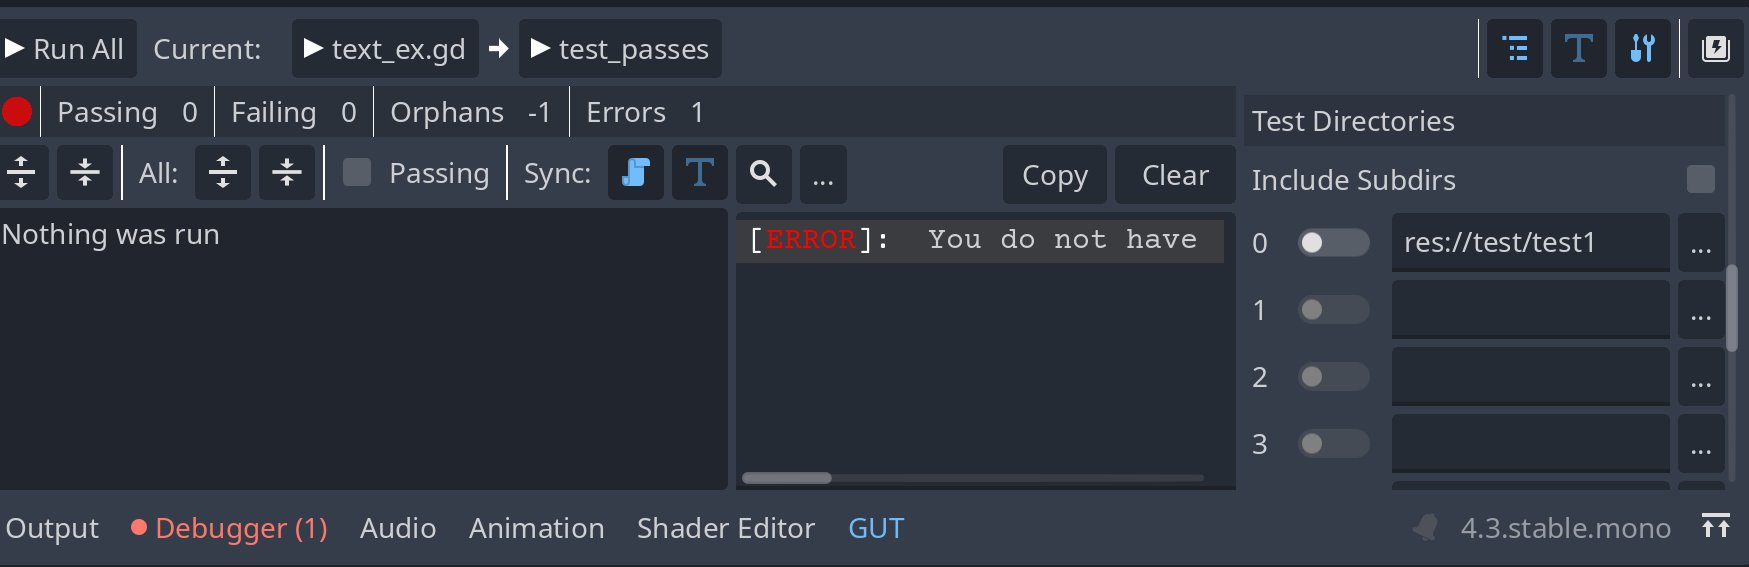 Run All Current: text_ex.gd test_passes
Passing 0 Failing 0 Orphans -1 Errors 1
All: Passing Sync: T ... Copy Clear
Nothing was run
[ERROR]: You do not have
T
Test Directories
Include Subdirs
0 res://test/test1 ...
1 ...
2 ...
3 ...
Output Debugger (1) Audio Animation Shader Editor GUT 4.3.stable.mono